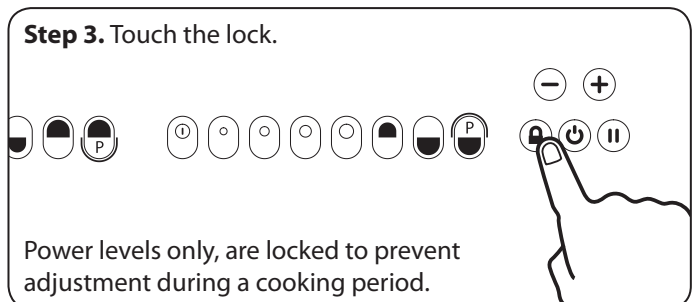 Step 3. Touch the lock.
P
P
Power levels only, are locked to prevent
adjustment during a cooking period.